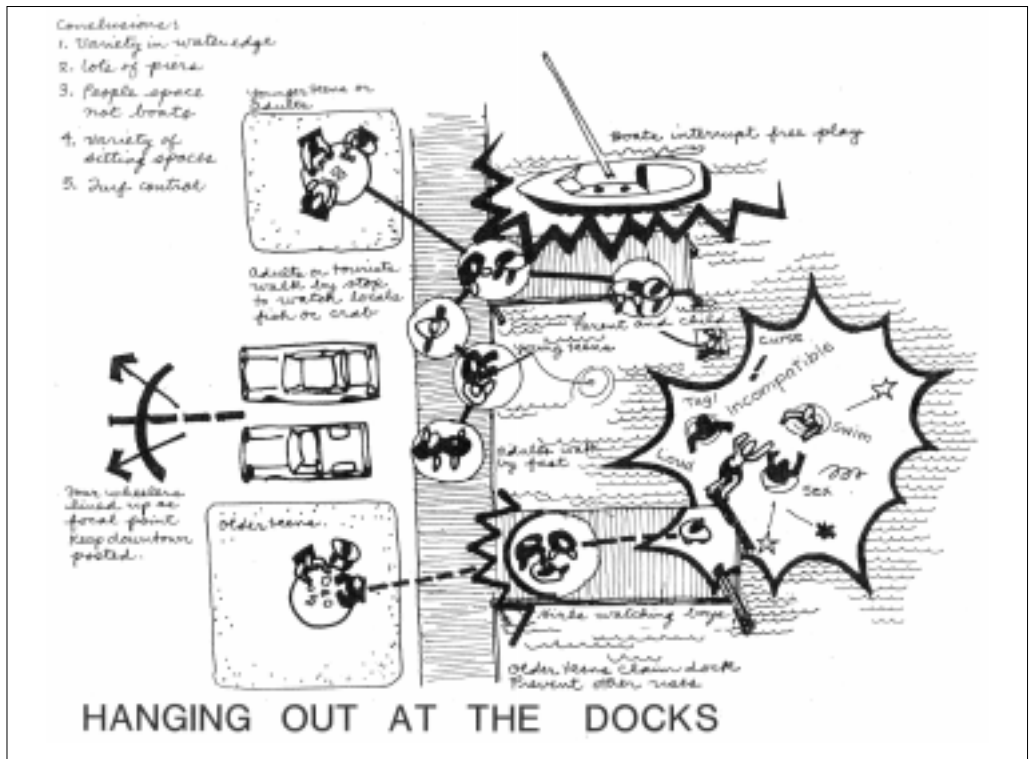 Conclusions:
1. Variety in water edge
2. Lots of piers
3. People space
not boats
4. Variety of
sitting spaces
5. Turf control
younger teens or
adults
Boats interrupt free play
Adults or tourists
walk by stop
to watch locals
fish or crab
Parent and child
Young teens
Curse
!
Incompatible
Tag!
Swim
Loud
Sex
Adults walk
by fast
Four wheelers
lined up as
focal point
Keep downtown
posted.
older teens.
Girls watching boys
Older teens claim dock
Prevent other uses
HANGING OUT AT THE DOCKS